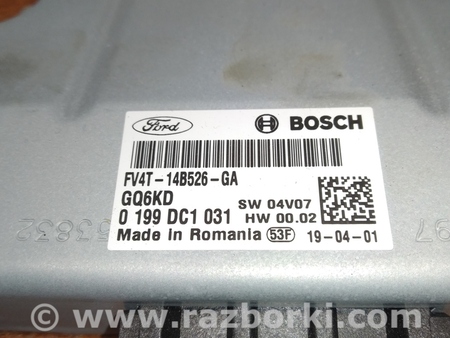 Ford BOSCH
FV4T-14B526-GA
GQ6KD SW 04V07
0 199 DC1 031 HW 00.02
Made in Romania 53F 19-04-01
© www.razborki.com